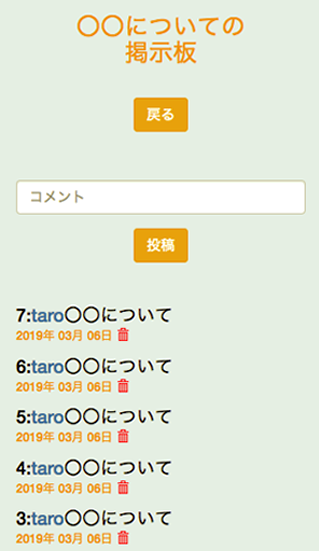 〇〇についての
掲示板
戻る
コメント
投稿
7:taro〇〇について
2019年 03月 06日
6:taro〇〇について
2019年 03月 06日
5:taro〇〇について
2019年 03月 06日
4:taro〇〇について
2019年 03月 06日
3:taro〇〇について
2019年 03月 06日